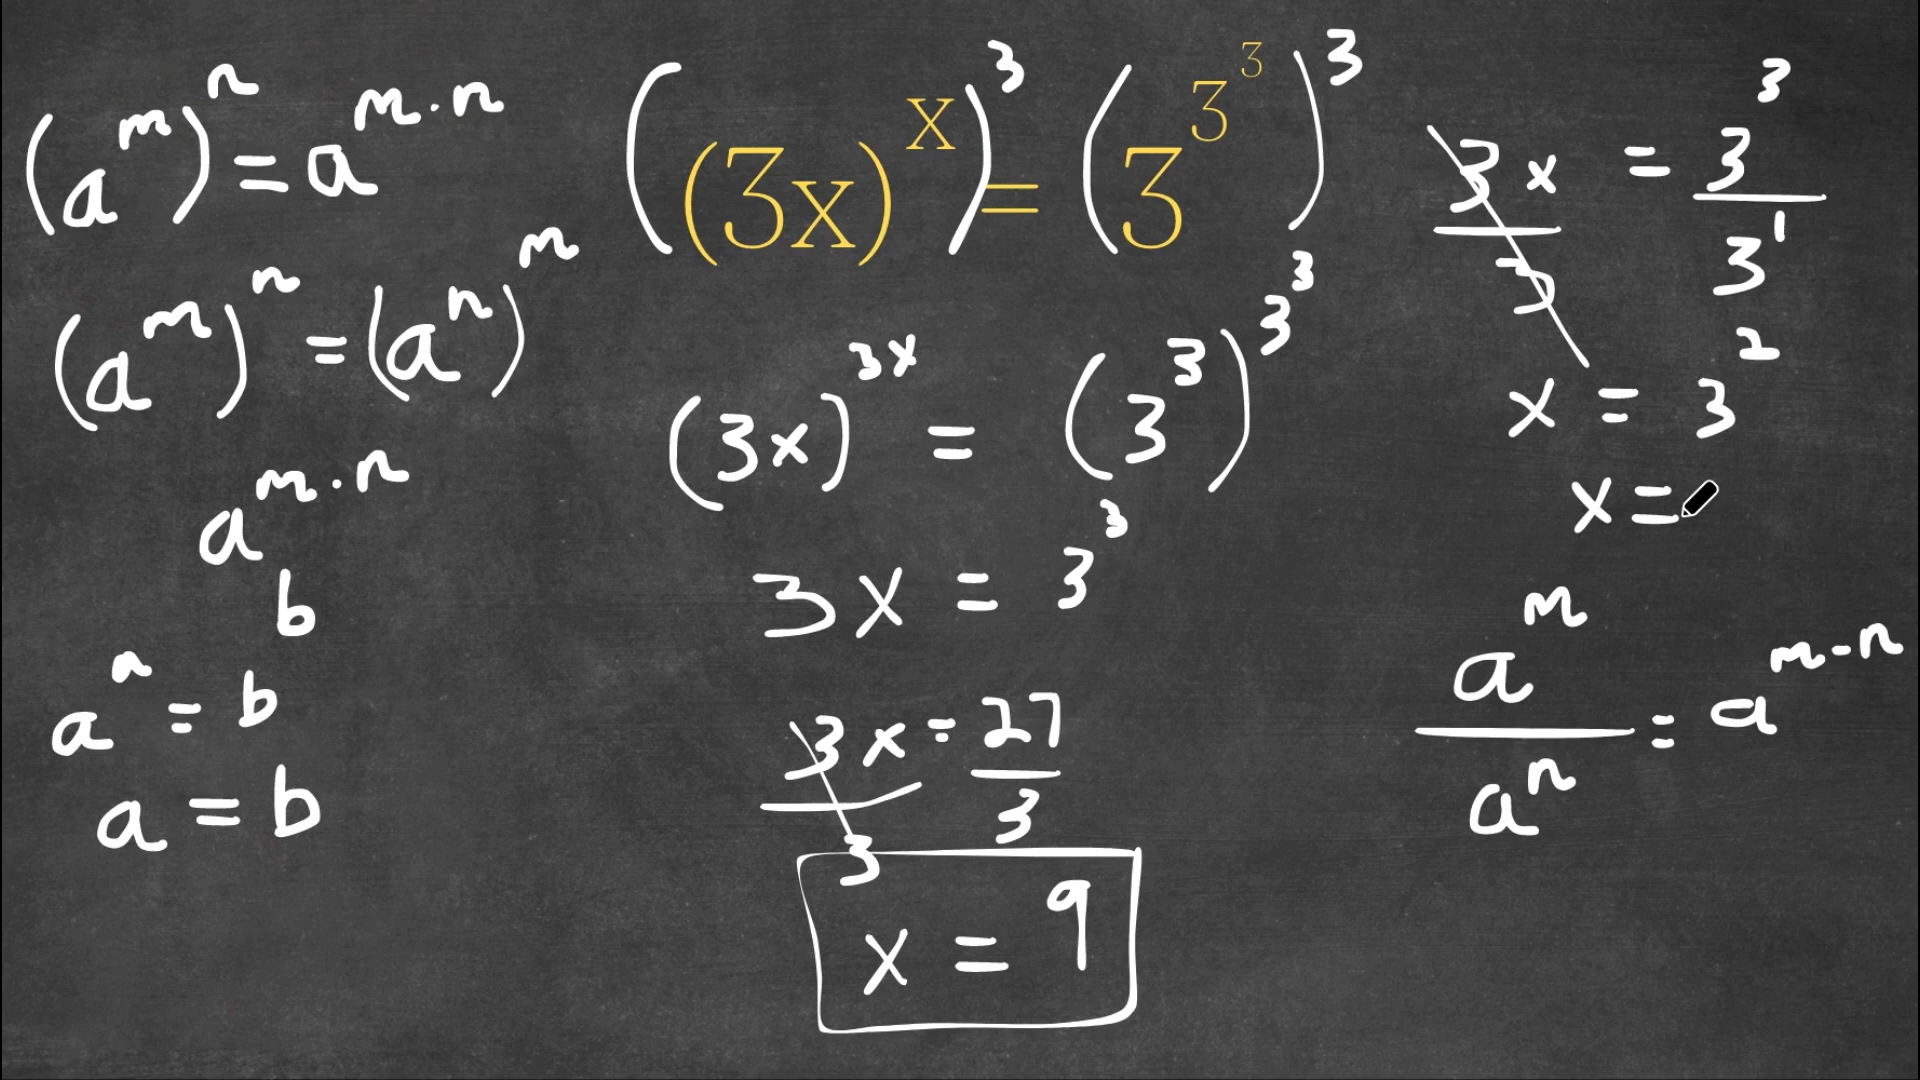 (a^m)^n = a^{m·n}
(a^m)^n = (a^n)^m
a^{m·n}
b
a^a = b^b
a = b
((3x)^x)^3 = (3^{3^3})^3
(3x)^{3x} = (3^3)^{3^3}
3x = 3^3
3x/3 = 27/3
x = 9
3x/3 = 3^3/3^1
x = 3^2
x =
a^m/a^n = a^{m-n}